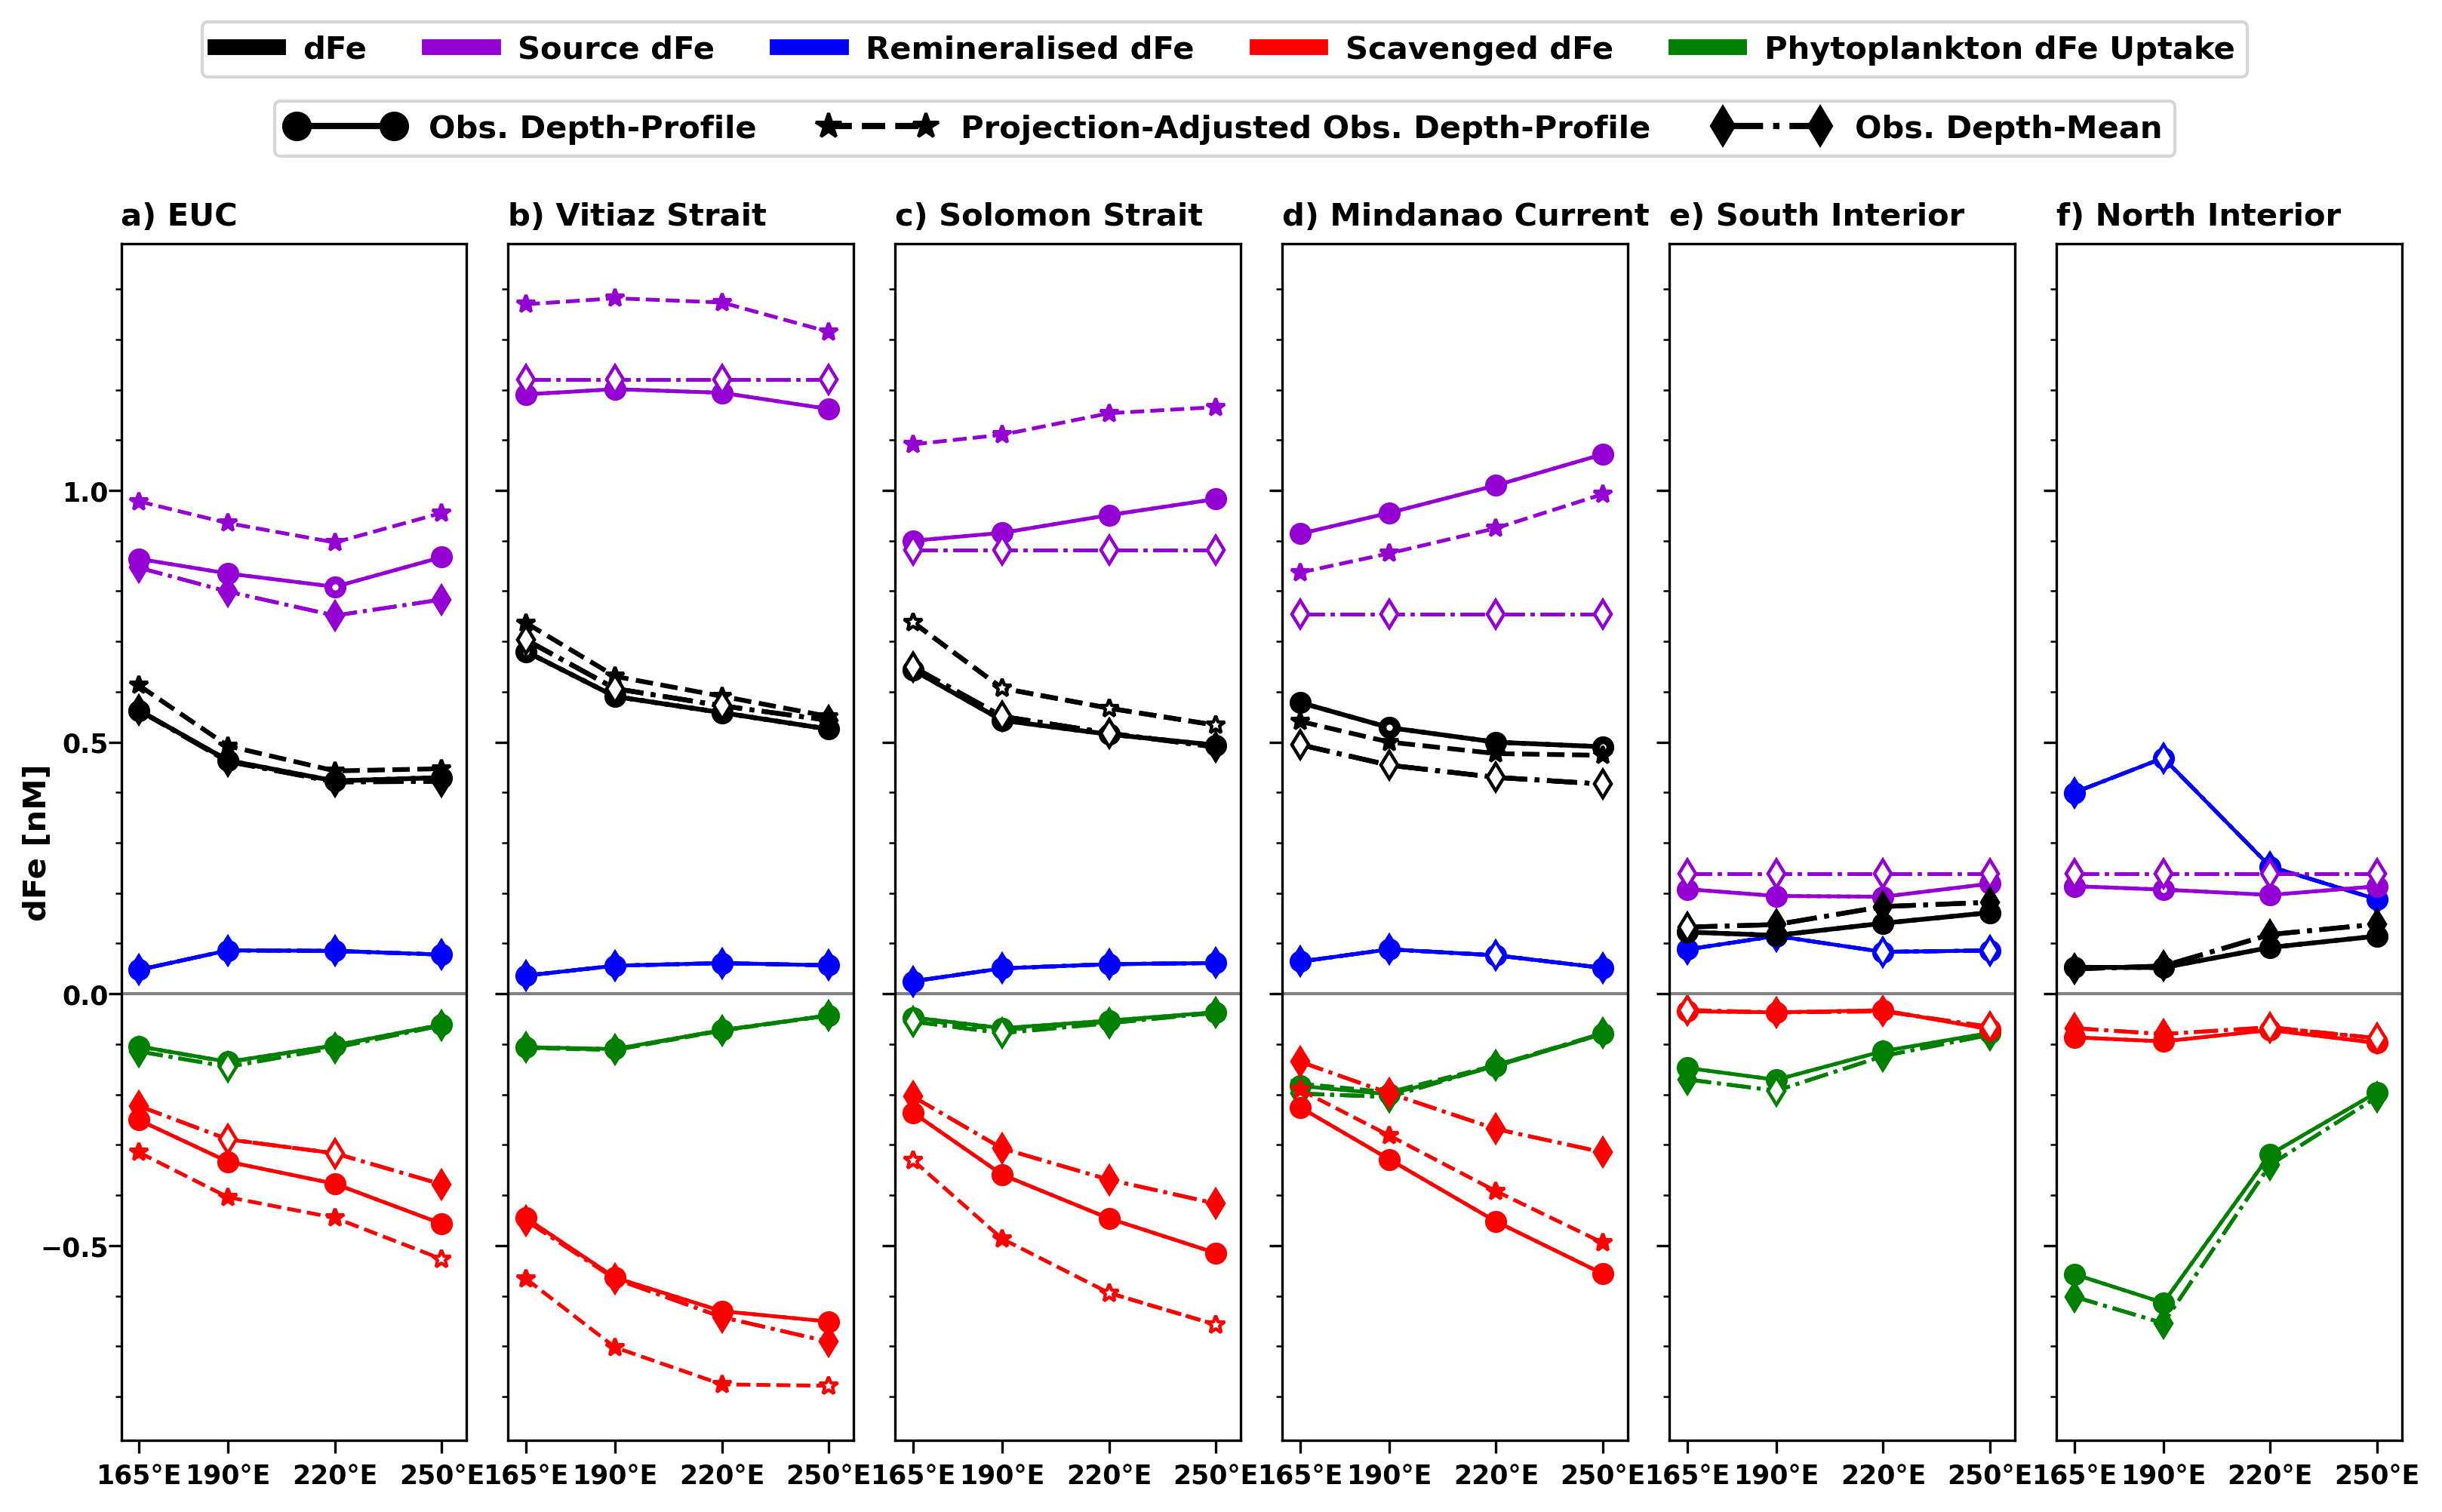 dFe Source dFe Remineralised dFe Scavenged dFe Phytoplankton dFe Uptake
Obs. Depth-Profile Projection-Adjusted Obs. Depth-Profile Obs. Depth-Mean
a) EUC b) Vitiaz Strait c) Solomon Strait d) Mindanao Current e) South Interior f) North Interior
dFe [nM]
1.0
0.5
0.0
−0.5
165°E 190°E 220°E 250°E 165°E 190°E 220°E 250°E 165°E 190°E 220°E 250°E 165°E 190°E 220°E 250°E 165°E 190°E 220°E 250°E 165°E 190°E 220°E 250°E